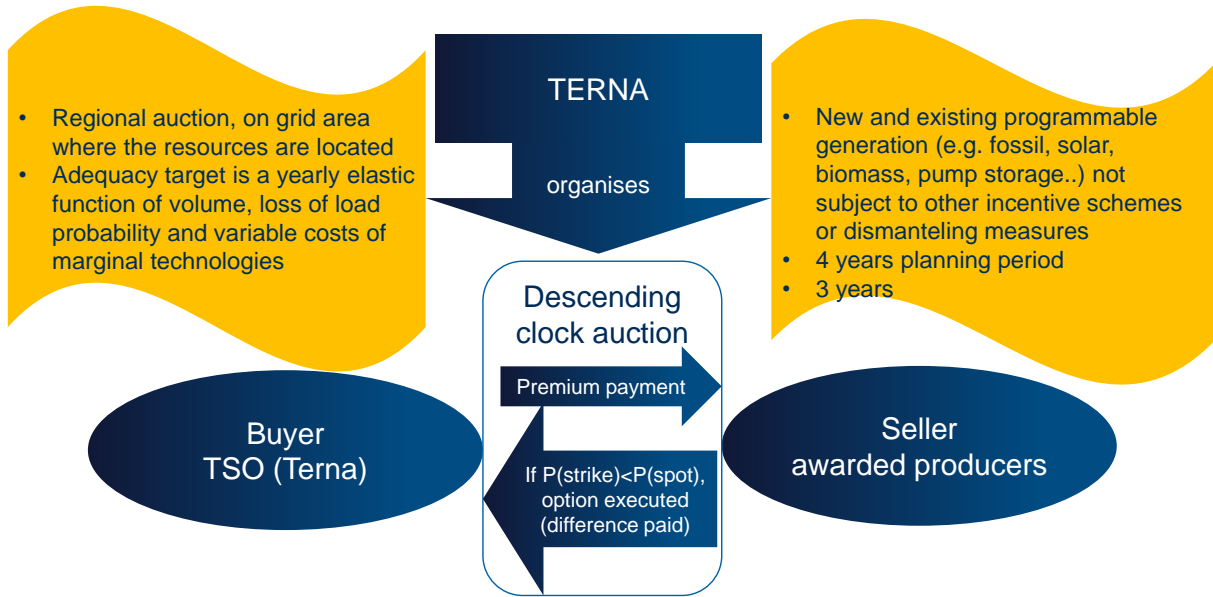 TERNA
organises
• Regional auction, on grid area
where the resources are located
• Adequacy target is a yearly elastic
function of volume, loss of load
probability and variable costs of
marginal technologies
• New and existing programmable
generation (e.g. fossil, solar,
biomass, pump storage..) not
subject to other incentive schemes
or dismanteling measures
• 4 years planning period
• 3 years
Descending
clock auction
Premium payment
If P(strike)<P(spot),
option executed
(difference paid)
Buyer
TSO (Terna)
Seller
awarded producers